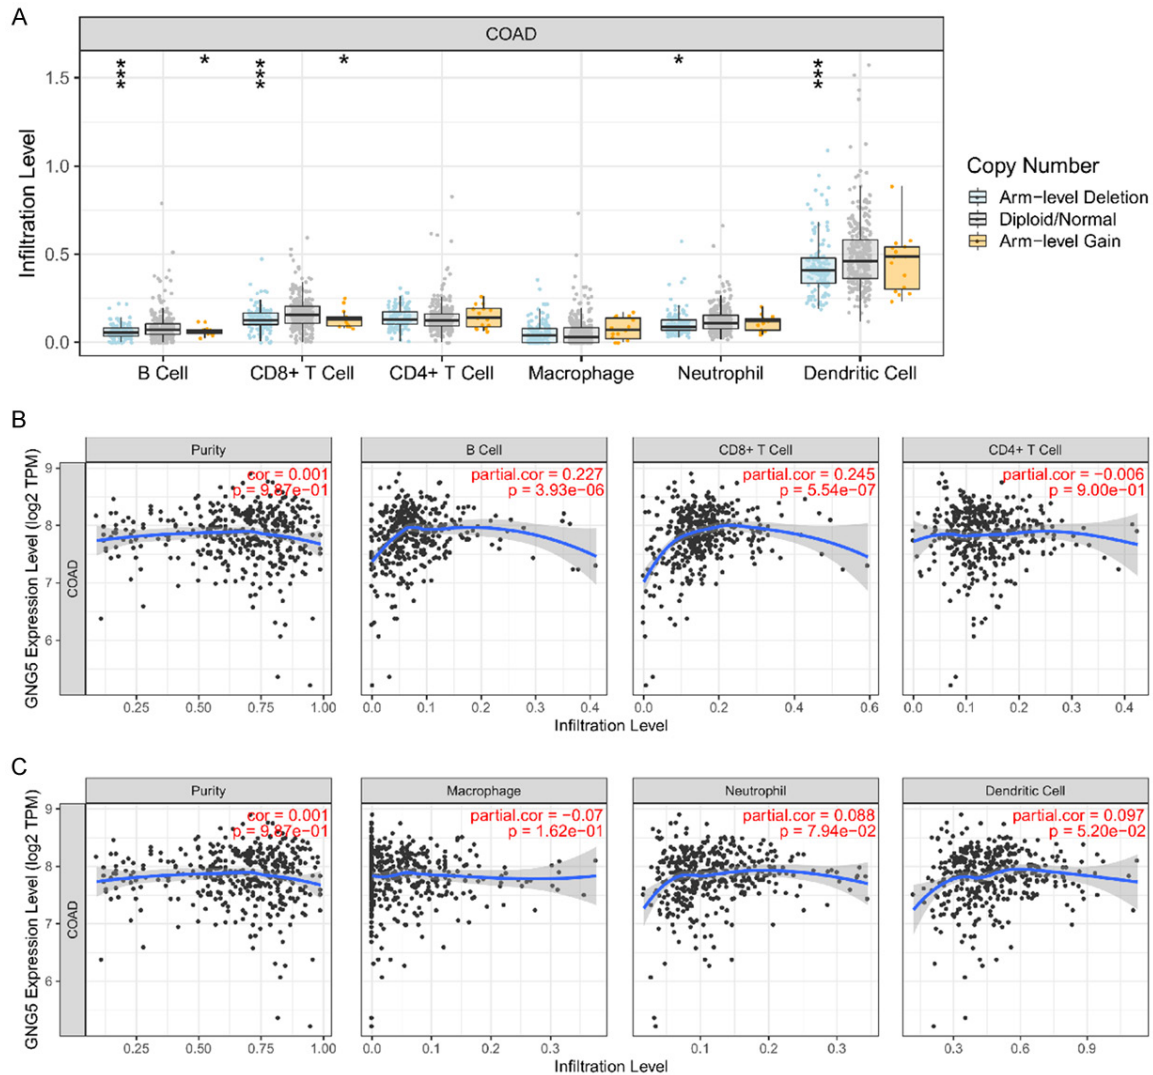 A
COAD
*** * *** * * ***
Infiltration Level
1.5
1.0
0.5
0.0
B Cell CD8+ T Cell CD4+ T Cell Macrophage Neutrophil Dendritic Cell
Copy Number
Arm-level Deletion
Diploid/Normal
Arm-level Gain
B
Purity B Cell CD8+ T Cell CD4+ T Cell
GNG5 Expression Level (log2 TPM)
COAD
9
8
7
6
cor = 0.001
p = 9.87e-01
partial.cor = 0.227
p = 3.93e-06
partial.cor = 0.245
p = 5.54e-07
partial.cor = −0.006
p = 9.00e-01
0.25 0.50 0.75 1.00 0.0 0.1 0.2 0.3 0.4 0.0 0.2 0.4 0.6 0.0 0.1 0.2 0.3 0.4
Infiltration Level
C
Purity Macrophage Neutrophil Dendritic Cell
GNG5 Expression Level (log2 TPM)
COAD
9
8
7
6
cor = 0.001
p = 9.87e-01
partial.cor = −0.07
p = 1.62e-01
partial.cor = 0.088
p = 7.94e-02
partial.cor = 0.097
p = 5.20e-02
0.25 0.50 0.75 1.00 0.0 0.1 0.2 0.3 0.1 0.2 0.3 0.3 0.6 0.9
Infiltration Level